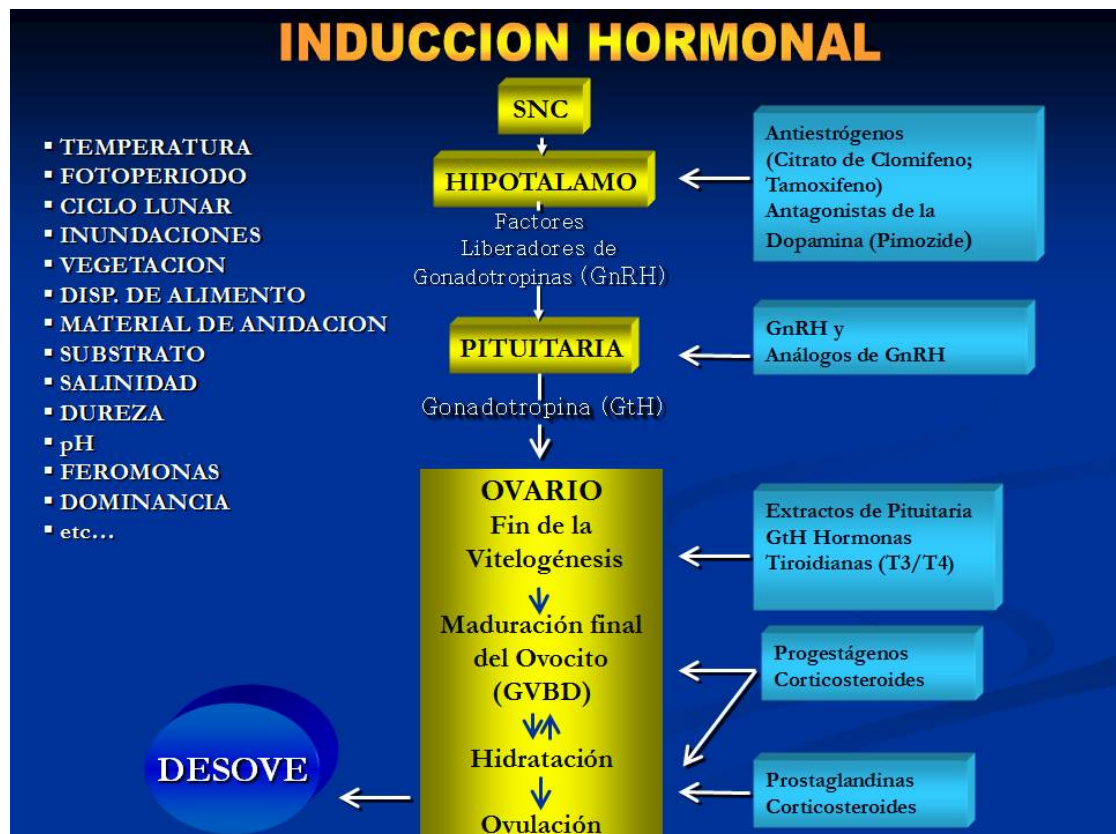 INDUCCION HORMONAL
▪ TEMPERATURA
▪ FOTOPERIODO
▪ CICLO LUNAR
▪ INUNDACIONES
▪ VEGETACION
▪ DISP. DE ALIMENTO
▪ MATERIAL DE ANIDACION
▪ SUBSTRATO
▪ SALINIDAD
▪ DUREZA
▪ pH
▪ FEROMONAS
▪ DOMINANCIA
▪ etc…
SNC
HIPOTALAMO
Factores
Liberadores de
Gonadotropinas (GnRH)
PITUITARIA
Gonadotropina (GtH)
OVARIO
Fin de la
Vitelogénesis
Maduración final
del Ovocito
(GVBD)
Hidratación
Ovulación
DESOVE
Antiestrógenos
(Citrato de Clomifeno;
Tamoxifeno)
Antagonistas de la
Dopamina (Pimozide)
GnRH y
Análogos de GnRH
Extractos de Pituitaria
GtH Hormonas
Tiroidianas (T3/T4)
Progestágenos
Corticosteroides
Prostaglandinas
Corticosteroides